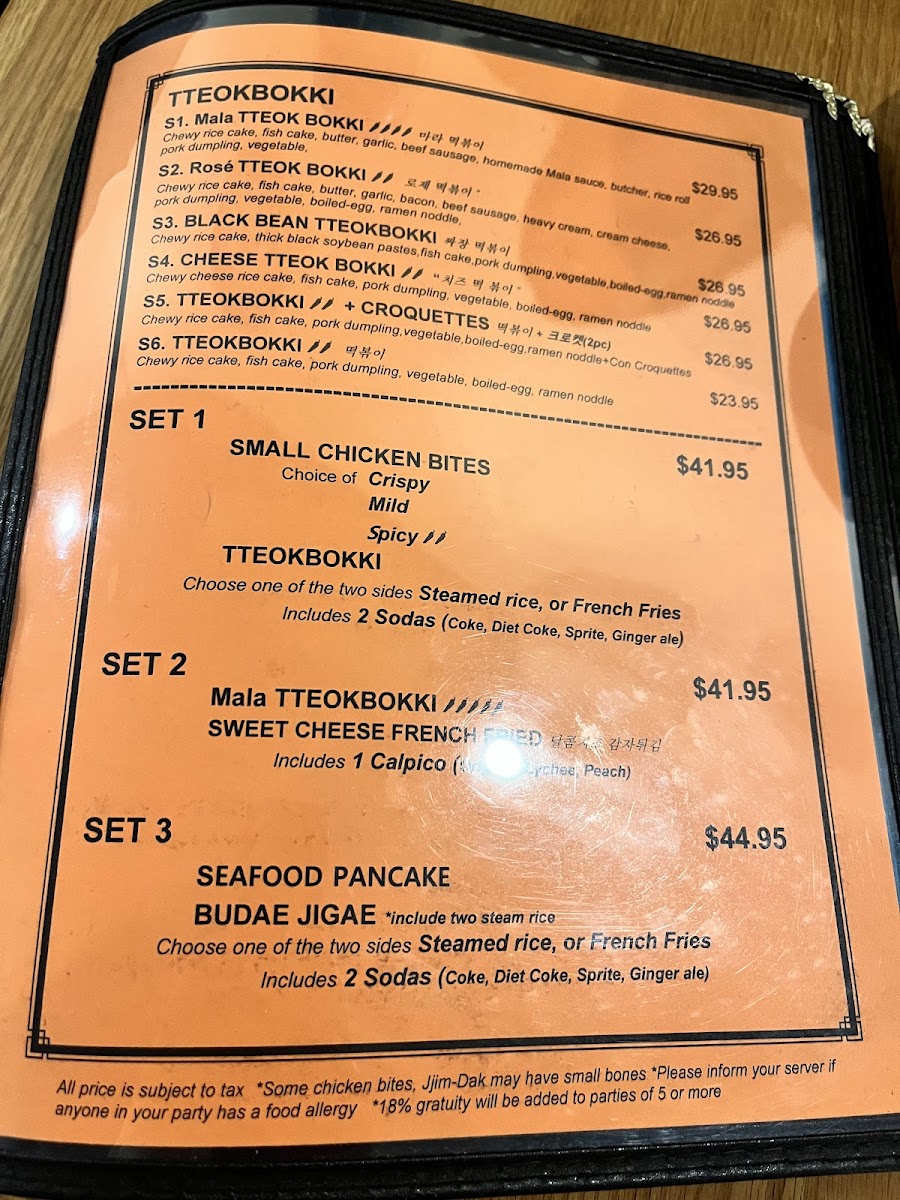 TTEOKBOKKI
S1. Mala TTEOK BOKKI 마라 떡볶이
Chewy rice cake, fish cake, butter, garlic, beef sausage, homemade Mala sauce, butcher, rice roll $29.95
pork dumpling, vegetable,
S2. Rosé TTEOK BOKKI 로제 떡볶이"
Chewy rice cake, fish cake, butter, garlic, bacon, beef sausage, heavy cream, cream cheese, $26.95
pork dumpling, vegetable, boiled-egg, ramen noddle,
S3. BLACK BEAN TTEOKBOKKI 짜장 떡볶이 $26.95
Chewy rice cake, thick black soybean pastes,fish cake,pork dumpling,vegetable,boiled-egg,ramen noddle
S4. CHEESE TTEOK BOKKI "치즈 떡 볶이" $26.95
Chewy cheese rice cake, fish cake, pork dumpling, vegetable, boiled-egg, ramen noddle
S5. TTEOKBOKKI + CROQUETTES 떡볶이 + 크로켓(2pc) $26.95
Chewy rice cake, fish cake, pork dumpling,vegetable,boiled-egg,ramen noddle+Con Croquettes
S6. TTEOKBOKKI 떡볶이 $23.95
Chewy rice cake, fish cake, pork dumpling, vegetable, boiled-egg, ramen noddle
SET 1
SMALL CHICKEN BITES $41.95
Choice of Crispy
Mild
Spicy
TTEOKBOKKI
Choose one of the two sides Steamed rice, or French Fries
Includes 2 Sodas (Coke, Diet Coke, Sprite, Ginger ale)
SET 2 $41.95
Mala TTEOKBOKKI
SWEET CHEESE FRENCH FRIED 감자튀김
Includes 1 Calpico ( Lychee, Peach)
SET 3 $44.95
SEAFOOD PANCAKE
BUDAE JIGAE *include two steam rice
Choose one of the two sides Steamed rice, or French Fries
Includes 2 Sodas (Coke, Diet Coke, Sprite, Ginger ale)
All price is subject to tax *Some chicken bites, Jjim-Dak may have small bones *Please inform your server if
anyone in your party has a food allergy *18% gratuity will be added to parties of 5 or more